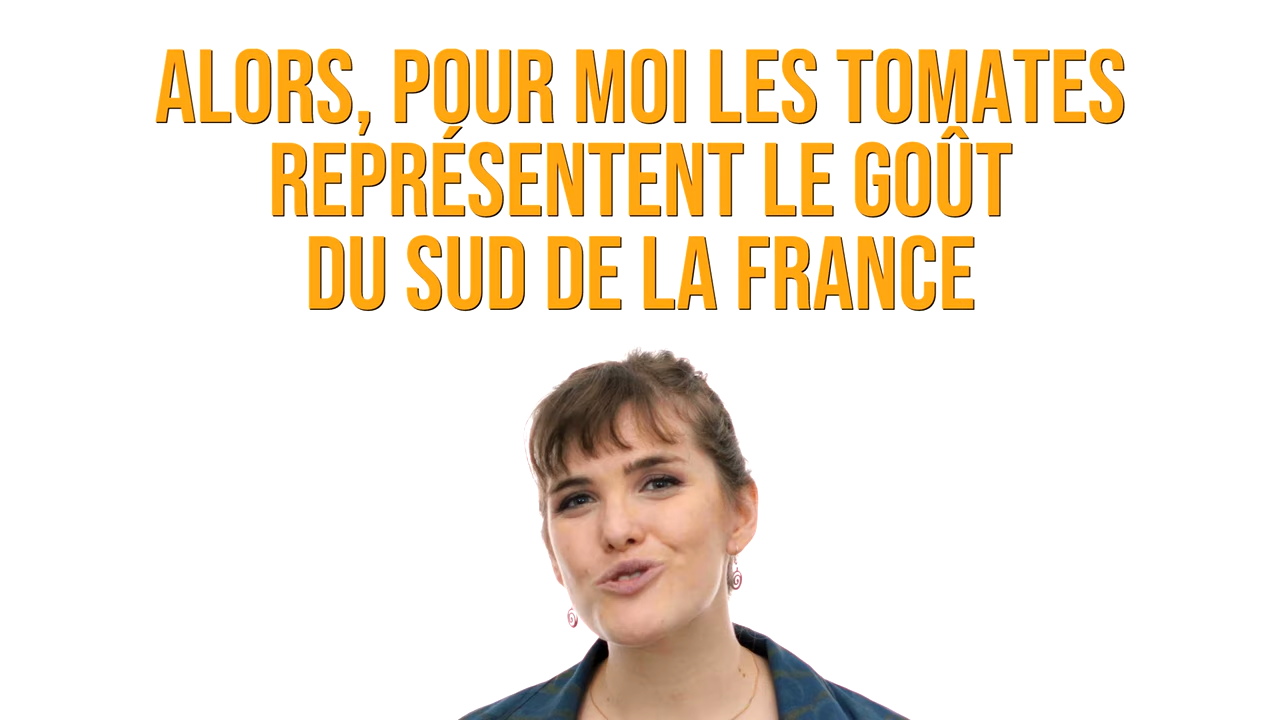 ALORS, POUR MOI LES TOMATES
REPRÉSENTENT LE GOÛT
DU SUD DE LA FRANCE